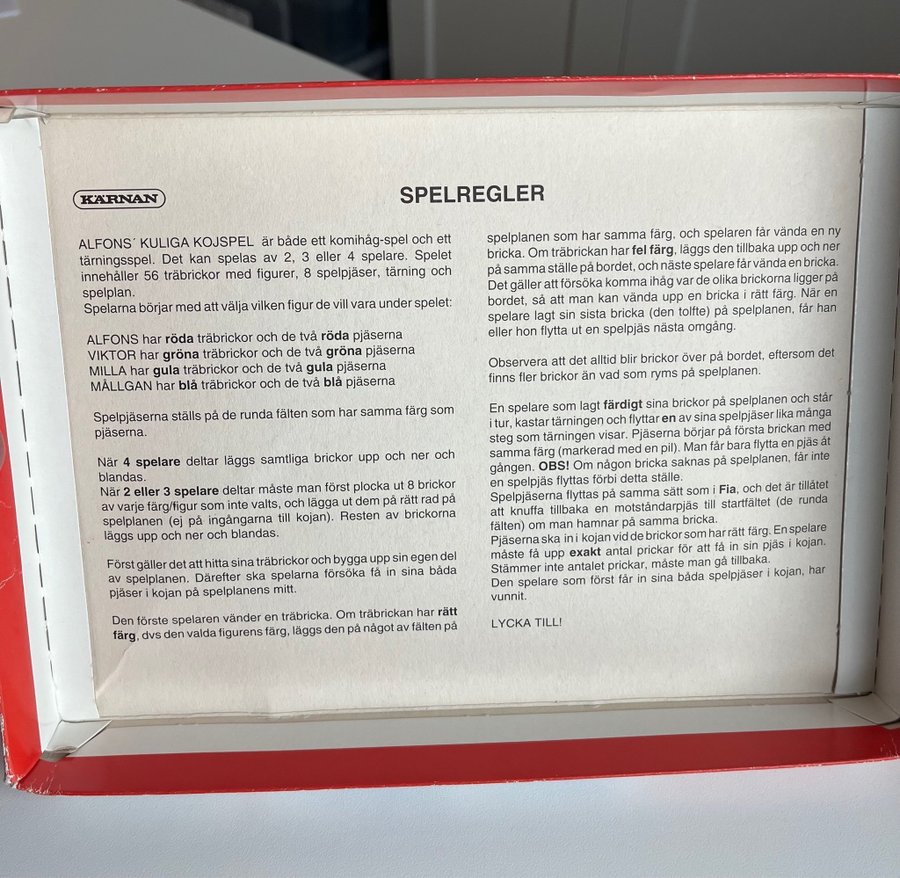 KÄRNAN
SPELREGLER
ALFONS´ KULIGA KOJSPEL är både ett komihåg-spel och ett
tärningsspel. Det kan spelas av 2, 3 eller 4 spelare. Spelet
innehåller 56 träbrickor med figurer, 8 spelpjäser, tärning och
spelplan.
Spelarna börjar med att välja vilken figur de vill vara under spelet:
ALFONS har röda träbrickor och de två röda pjäserna
VIKTOR har gröna träbrickor och de två gröna pjäserna
MILLA har gula träbrickor och de två gula pjäserna
MÅLLGAN har blå träbrickor och de två blå pjäserna
Spelpjäserna ställs på de runda fälten som har samma färg som
pjäserna.
När 4 spelare deltar läggs samtliga brickor upp och ner och
blandas.
När 2 eller 3 spelare deltar måste man först plocka ut 8 brickor
av varje färg/figur som inte valts, och lägga ut dem på rätt rad på
spelplanen (ej på ingångarna till kojan). Resten av brickorna
läggs upp och ner och blandas.
Först gäller det att hitta sina träbrickor och bygga upp sin egen del
av spelplanen. Därefter ska spelarna försöka få in sina båda
pjäser i kojan på spelplanens mitt.
Den förste spelaren vänder en träbricka. Om träbrickan har rätt
färg, dvs den valda figurens färg, läggs den på något av fälten på
spelplanen som har samma färg, och spelaren får vända en ny
bricka. Om träbrickan har fel färg, läggs den tillbaka upp och ner
på samma ställe på bordet, och näste spelare får vända en bricka.
Det gäller att försöka komma ihåg var de olika brickorna ligger på
bordet, så att man kan vända upp en bricka i rätt färg. När en
spelare lagt sin sista bricka (den tolfte) på spelplanen, får han
eller hon flytta ut en spelpjäs nästa omgång.
Observera att det alltid blir brickor över på bordet, eftersom det
finns fler brickor än vad som ryms på spelplanen.
En spelare som lagt färdigt sina brickor på spelplanen och står
i tur, kastar tärningen och flyttar en av sina spelpjäser lika många
steg som tärningen visar. Pjäserna börjar på första brickan med
samma färg (markerad med en pil). Man får bara flytta en pjäs åt
gången. OBS! Om någon bricka saknas på spelplanen, får inte
en spelpjäs flyttas förbi detta ställe.
Spelpjäserna flyttas på samma sätt som i Fia, och det är tillåtet
att knuffa tillbaka en motståndarpjäs till startfältet (de runda
fälten) om man hamnar på samma bricka.
Pjäserna ska in i kojan vid de brickor som har rätt färg. En spelare
måste få upp exakt antal prickar för att få in sin pjäs i kojan.
Stämmer inte antalet prickar, måste man gå tillbaka.
Den spelare som först får in sina båda spelpjäser i kojan, har
vunnit.
LYCKA TILL!